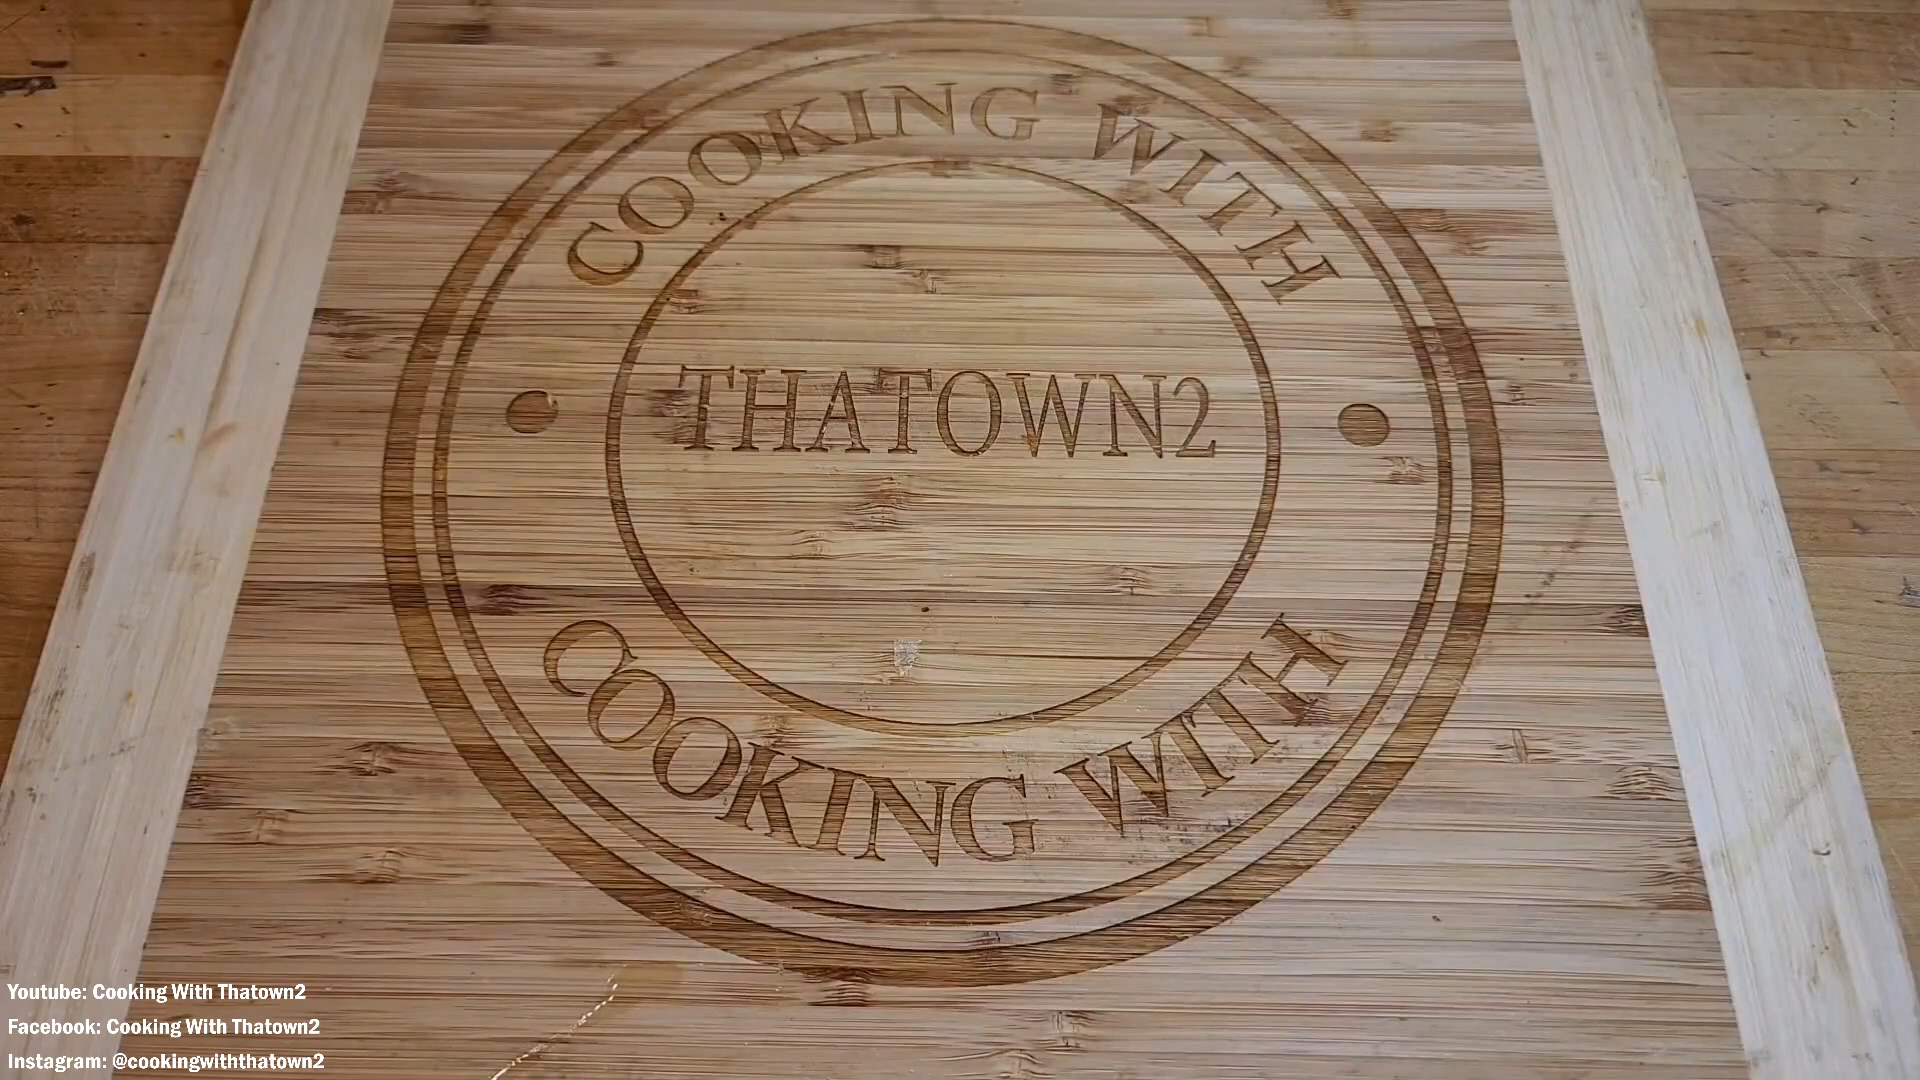 COOKING WITH
THATOWN2
COOKING WITH
Youtube: Cooking With Thatown2
Facebook: Cooking With Thatown2
Instagram: @cookingwiththatown2